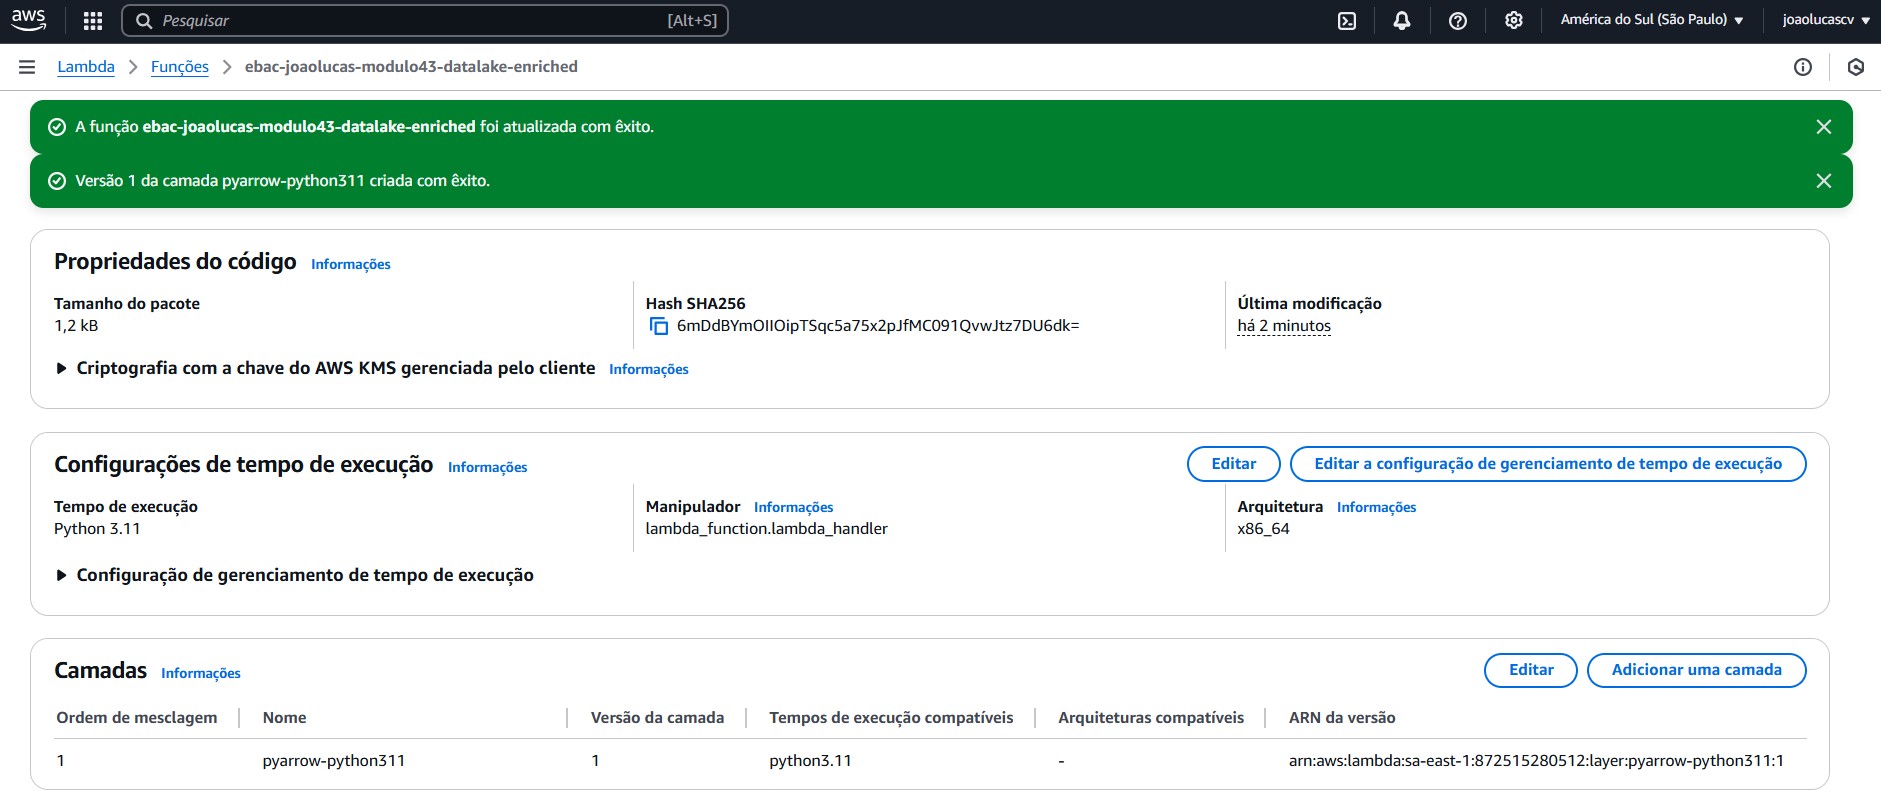 aws Pesquisar [Alt+S] América do Sul (São Paulo) joaolucascv
Lambda Funções ebac-joaolucas-modulo43-datalake-enriched
A função ebac-joaolucas-modulo43-datalake-enriched foi atualizada com êxito.
Versão 1 da camada pyarrow-python311 criada com êxito.
Propriedades do código Informações
Tamanho do pacote Hash SHA256 Última modificação
1,2 kB 6mDdBYmOIIOipTSqc5a75x2pJfMC091QvwJtz7DU6dk= há 2 minutos
Criptografia com a chave do AWS KMS gerenciada pelo cliente Informações
Configurações de tempo de execução Informações Editar Editar a configuração de gerenciamento de tempo de execução
Tempo de execução Manipulador Informações Arquitetura Informações
Python 3.11 lambda_function.lambda_handler x86_64
Configuração de gerenciamento de tempo de execução
Camadas Informações Editar Adicionar uma camada
Ordem de mesclagem Nome Versão da camada Tempos de execução compatíveis Arquiteturas compatíveis ARN da versão
1 pyarrow-python311 1 python3.11 - arn:aws:lambda:sa-east-1:872515280512:layer:pyarrow-python311:1